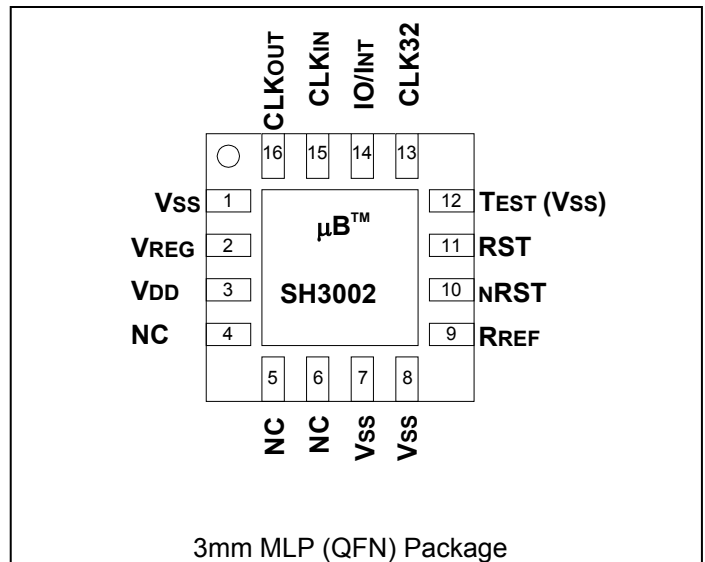 CLKOUT CLKIN IO/INT CLK32
16 15 14 13
VSS 1 12 TEST (VSS)
µB™
VREG 2 11 RST
VDD 3 SH3002 10 NRST
NC 4 9 RREF
5 6 7 8
NC NC VSS VSS
3mm MLP (QFN) Package